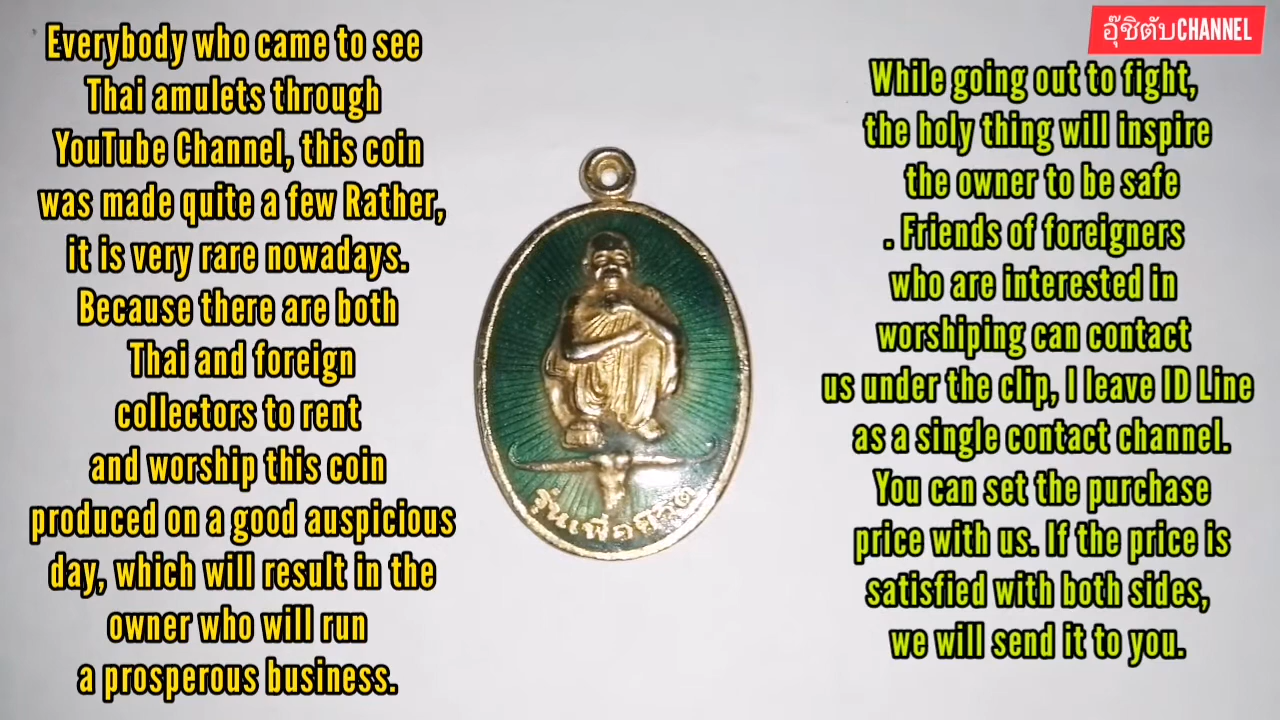 อุ๊ชิตับCHANNEL
Everybody who came to see
Thai amulets through
YouTube Channel, this coin
was made quite a few Rather,
it is very rare nowadays.
Because there are both
Thai and foreign
collectors to rent
and worship this coin
produced on a good auspicious
day, which will result in the
owner who will run
a prosperous business.
While going out to fight,
the holy thing will inspire
the owner to be safe
. Friends of foreigners
who are interested in
worshiping can contact
us under the clip, I leave ID Line
as a single contact channel.
You can set the purchase
price with us. If the price is
satisfied with both sides,
we will send it to you.
รุ่นเพื่อ